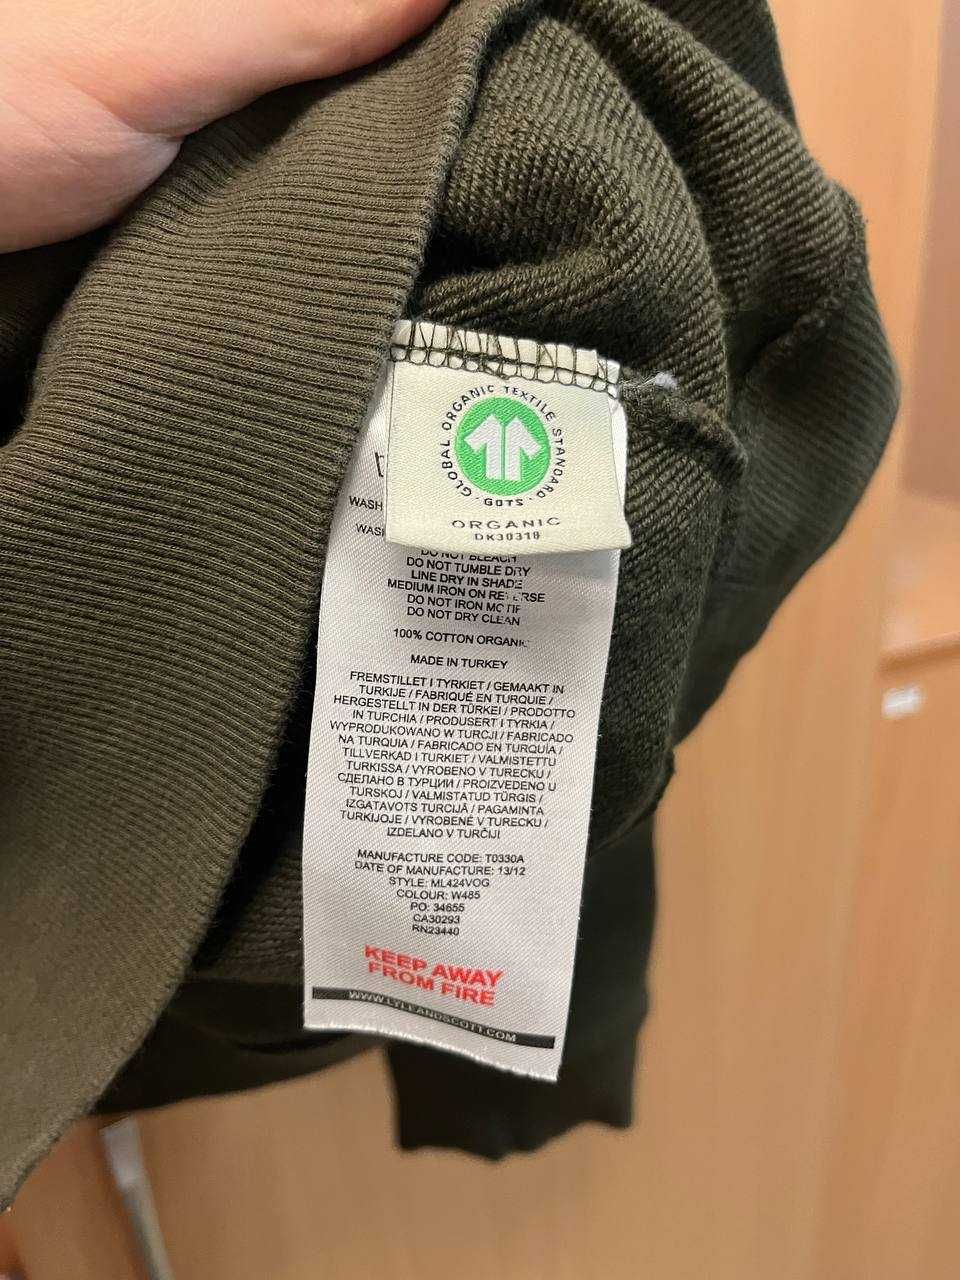 GLOBAL ORGANIC TEXTILE STANDARD
· GOTS ·
ORGANIC
DK30318
WASH
WASH
DO NOT BLEACH
DO NOT TUMBLE DRY
LINE DRY IN SHADE
MEDIUM IRON ON REVERSE
DO NOT IRON MOTIF
DO NOT DRY CLEAN
100% COTTON ORGANIC
MADE IN TURKEY
FREMSTILLET I TYRKIET / GEMAAKT IN
TURKIJE / FABRIQUÉ EN TURQUIE /
HERGESTELLT IN DER TÜRKEI / PRODOTTO
IN TURCHIA / PRODUSERT I TYRKIA /
WYPRODUKOWANO W TURCJI / FABRICADO
NA TURQUIA / FABRICADO EN TURQUÍA /
TILLVERKAD I TURKIET / VALMISTETTU
TURKISSA / VYROBENO V TURECKU /
СДЕЛАНО В ТУРЦИИ / PROIZVEDENO U
TURSKOJ / VALMISTATUD TÜRGIS /
IZGATAVOTS TURCIJĀ / PAGAMINTA
TURKIJOJE / VYROBENÉ V TURECKU /
IZDELANO V TURČIJI
MANUFACTURE CODE: T0330A
DATE OF MANUFACTURE: 13/12
STYLE: ML424VOG
COLOUR: W485
PO: 34655
CA30293
RN23440
KEEP AWAY
FROM FIRE
WWW.LYLEANDSCOTT.COM